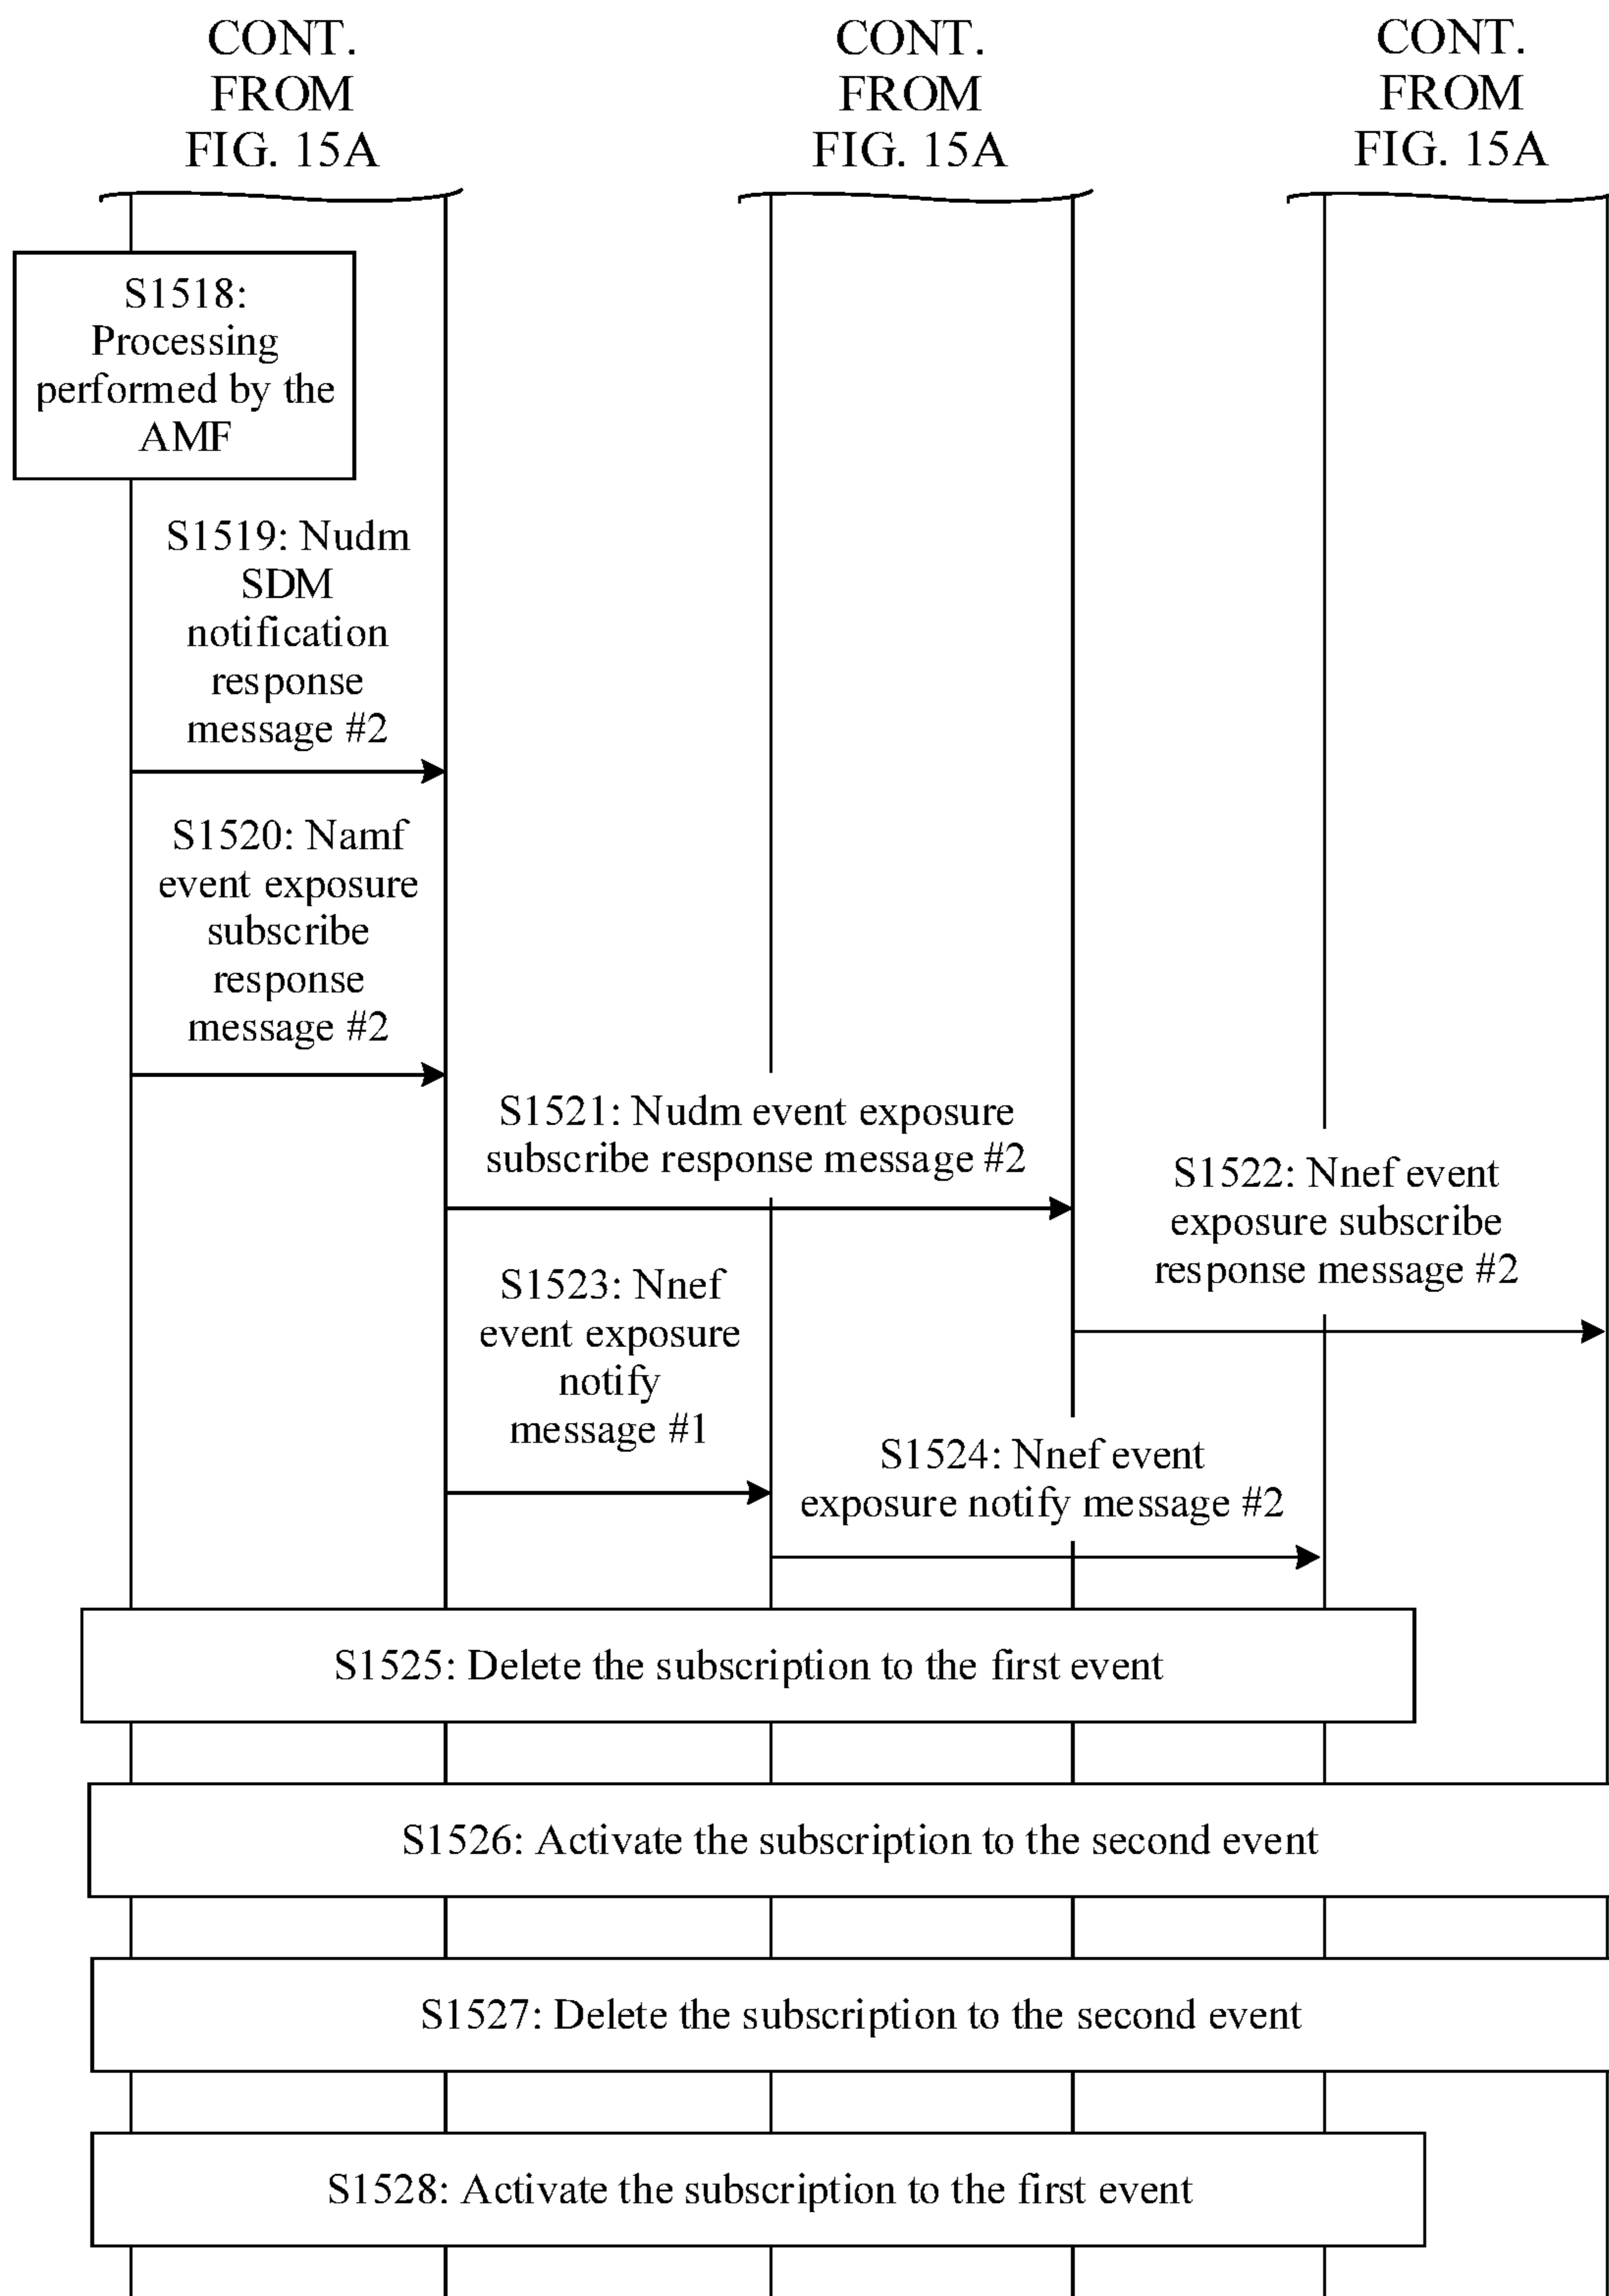 CONT.
FROM
FIG. 15A
CONT.
FROM
FIG. 15A
CONT.
FROM
FIG. 15A
S1518:
Processing
performed by the
AMF
S1519: Nudm
SDM
notification
response
message #2
S1520: Namf
event exposure
subscribe
response
message #2
S1521: Nudm event exposure
subscribe response message #2
S1522: Nnef event
exposure subscribe
response message #2
S1523: Nnef
event exposure
notify
message #1
S1524: Nnef event
exposure notify message #2
S1525: Delete the subscription to the first event
S1526: Activate the subscription to the second event
S1527: Delete the subscription to the second event
S1528: Activate the subscription to the first event